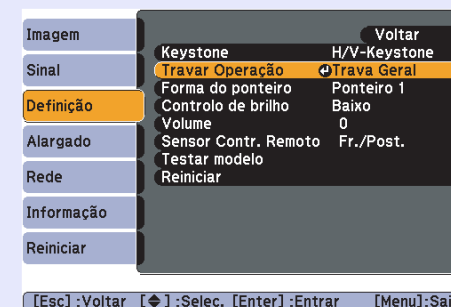 Imagem
Sinal
Definição
Alargado
Rede
Informação
Reiniciar
Voltar
Keystone H/V-Keystone
Travar Operação Trava Geral
Forma do ponteiro Ponteiro 1
Controlo de brilho Baixo
Volume 0
Sensor Contr. Remoto Fr./Post.
Testar modelo
Reiniciar
[Esc] :Voltar [◆] :Selec. [Enter] :Entrar [Menu]:Sai